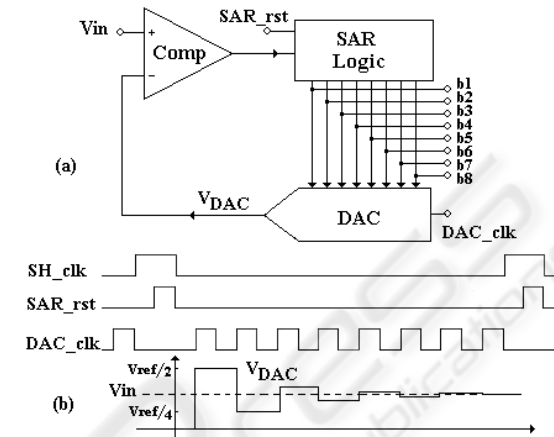 SAR_rst
Vin
+
Comp
−
SAR
Logic
b1
b2
b3
b4
b5
b6
b7
b8
(a)
VDAC
DAC
DAC_clk
SH_clk
SAR_rst
DAC_clk
Vref/2
VDAC
Vin
(b)
Vref/4